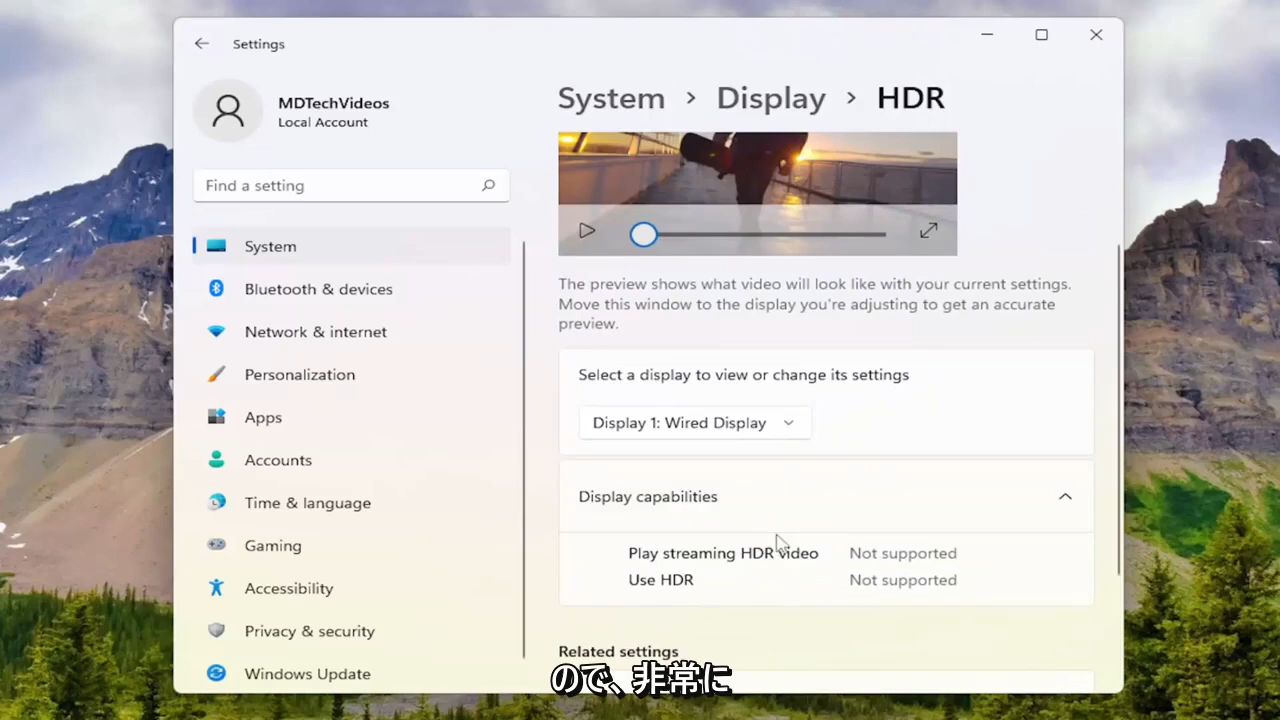 Settings
MDTechVideos
Local Account
Find a setting
System
Bluetooth & devices
Network & internet
Personalization
Apps
Accounts
Time & language
Gaming
Accessibility
Privacy & security
Windows Update
System › Display › HDR
The preview shows what video will look like with your current settings.
Move this window to the display you're adjusting to get an accurate
preview.
Select a display to view or change its settings
Display 1: Wired Display
Display capabilities
Play streaming HDR video Not supported
Use HDR Not supported
Related settings
ので、非常に